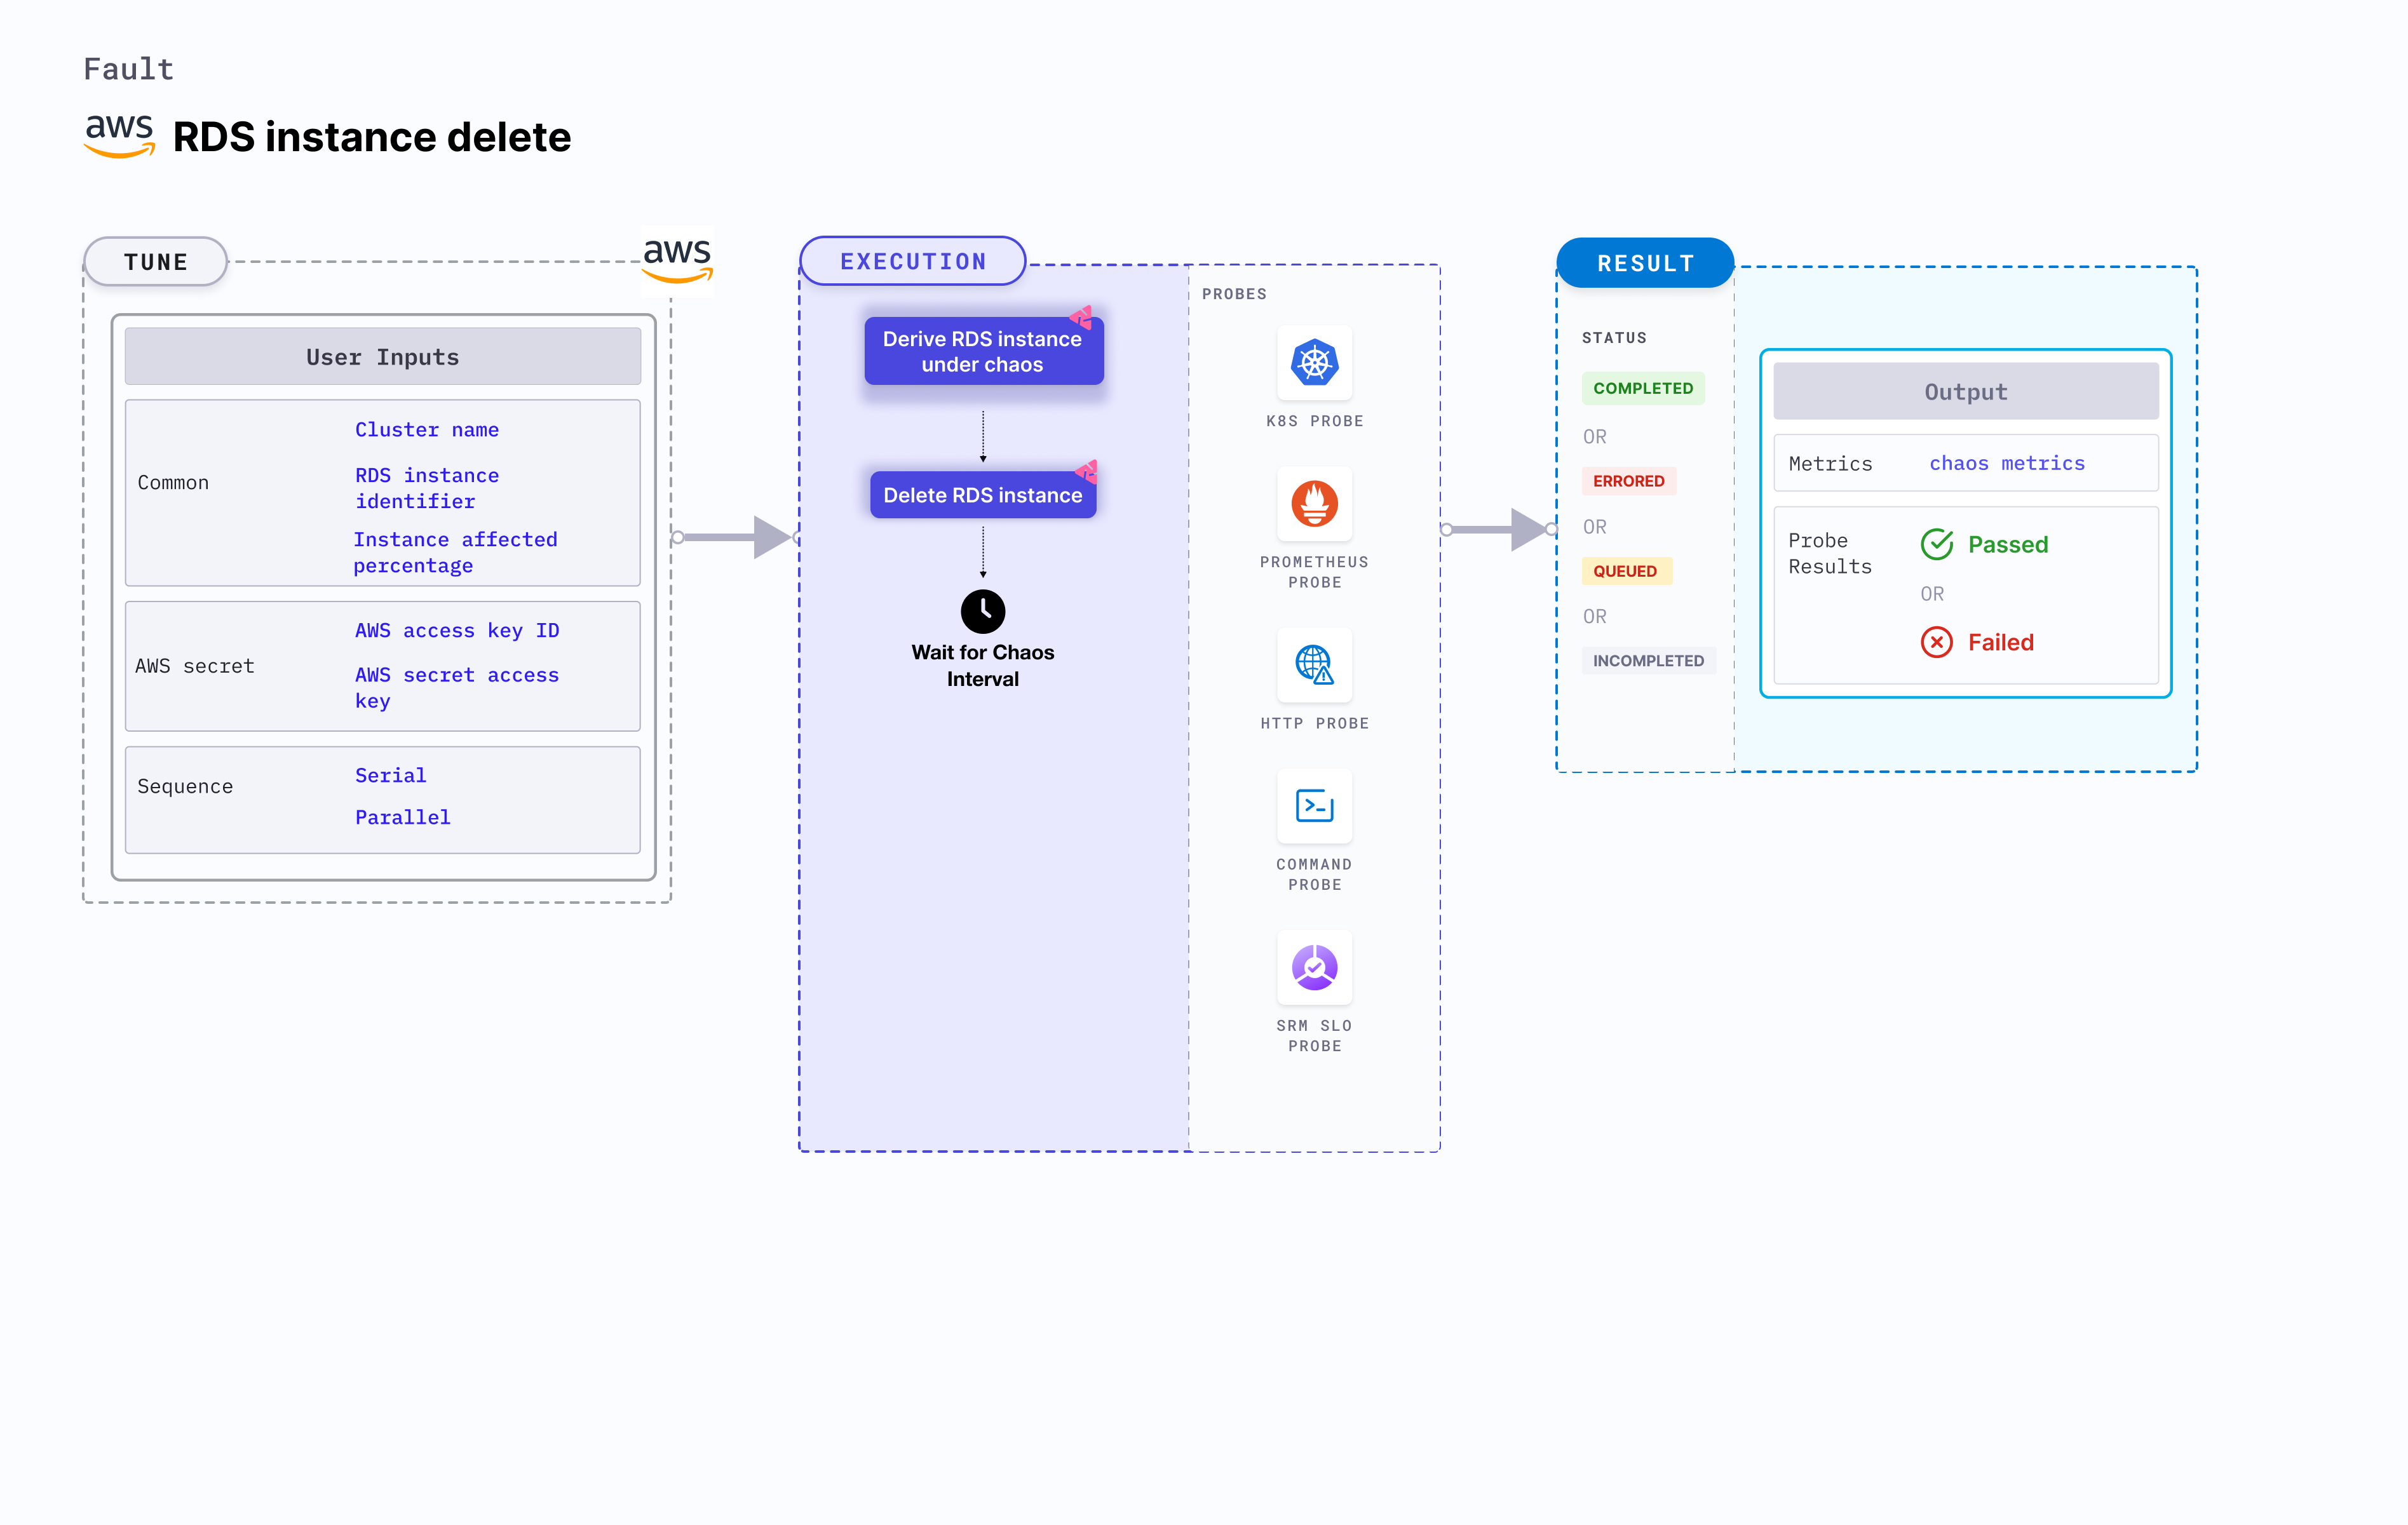 Fault
aws RDS instance delete
TUNE
aws
User Inputs
Common
Cluster name
RDS instance
identifier
Instance affected
percentage
AWS secret
AWS access key ID
AWS secret access
key
Sequence
Serial
Parallel
EXECUTION
Derive RDS instance
under chaos
Delete RDS instance
Wait for Chaos
Interval
PROBES
K8S PROBE
PROMETHEUS
PROBE
HTTP PROBE
COMMAND
PROBE
SRM SLO
PROBE
RESULT
STATUS
COMPLETED
OR
ERRORED
OR
QUEUED
OR
INCOMPLETED
Output
Metrics
chaos metrics
Probe
Results
Passed
OR
Failed